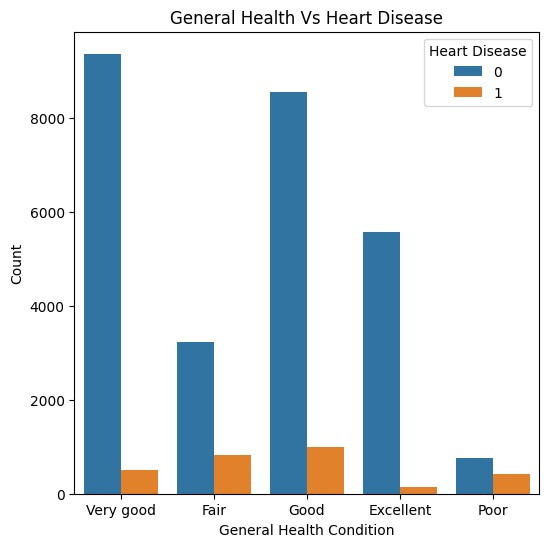 General Health Vs Heart Disease
Heart Disease
0
1
Count
8000
6000
4000
2000
0
Very good Fair Good Excellent Poor
General Health Condition